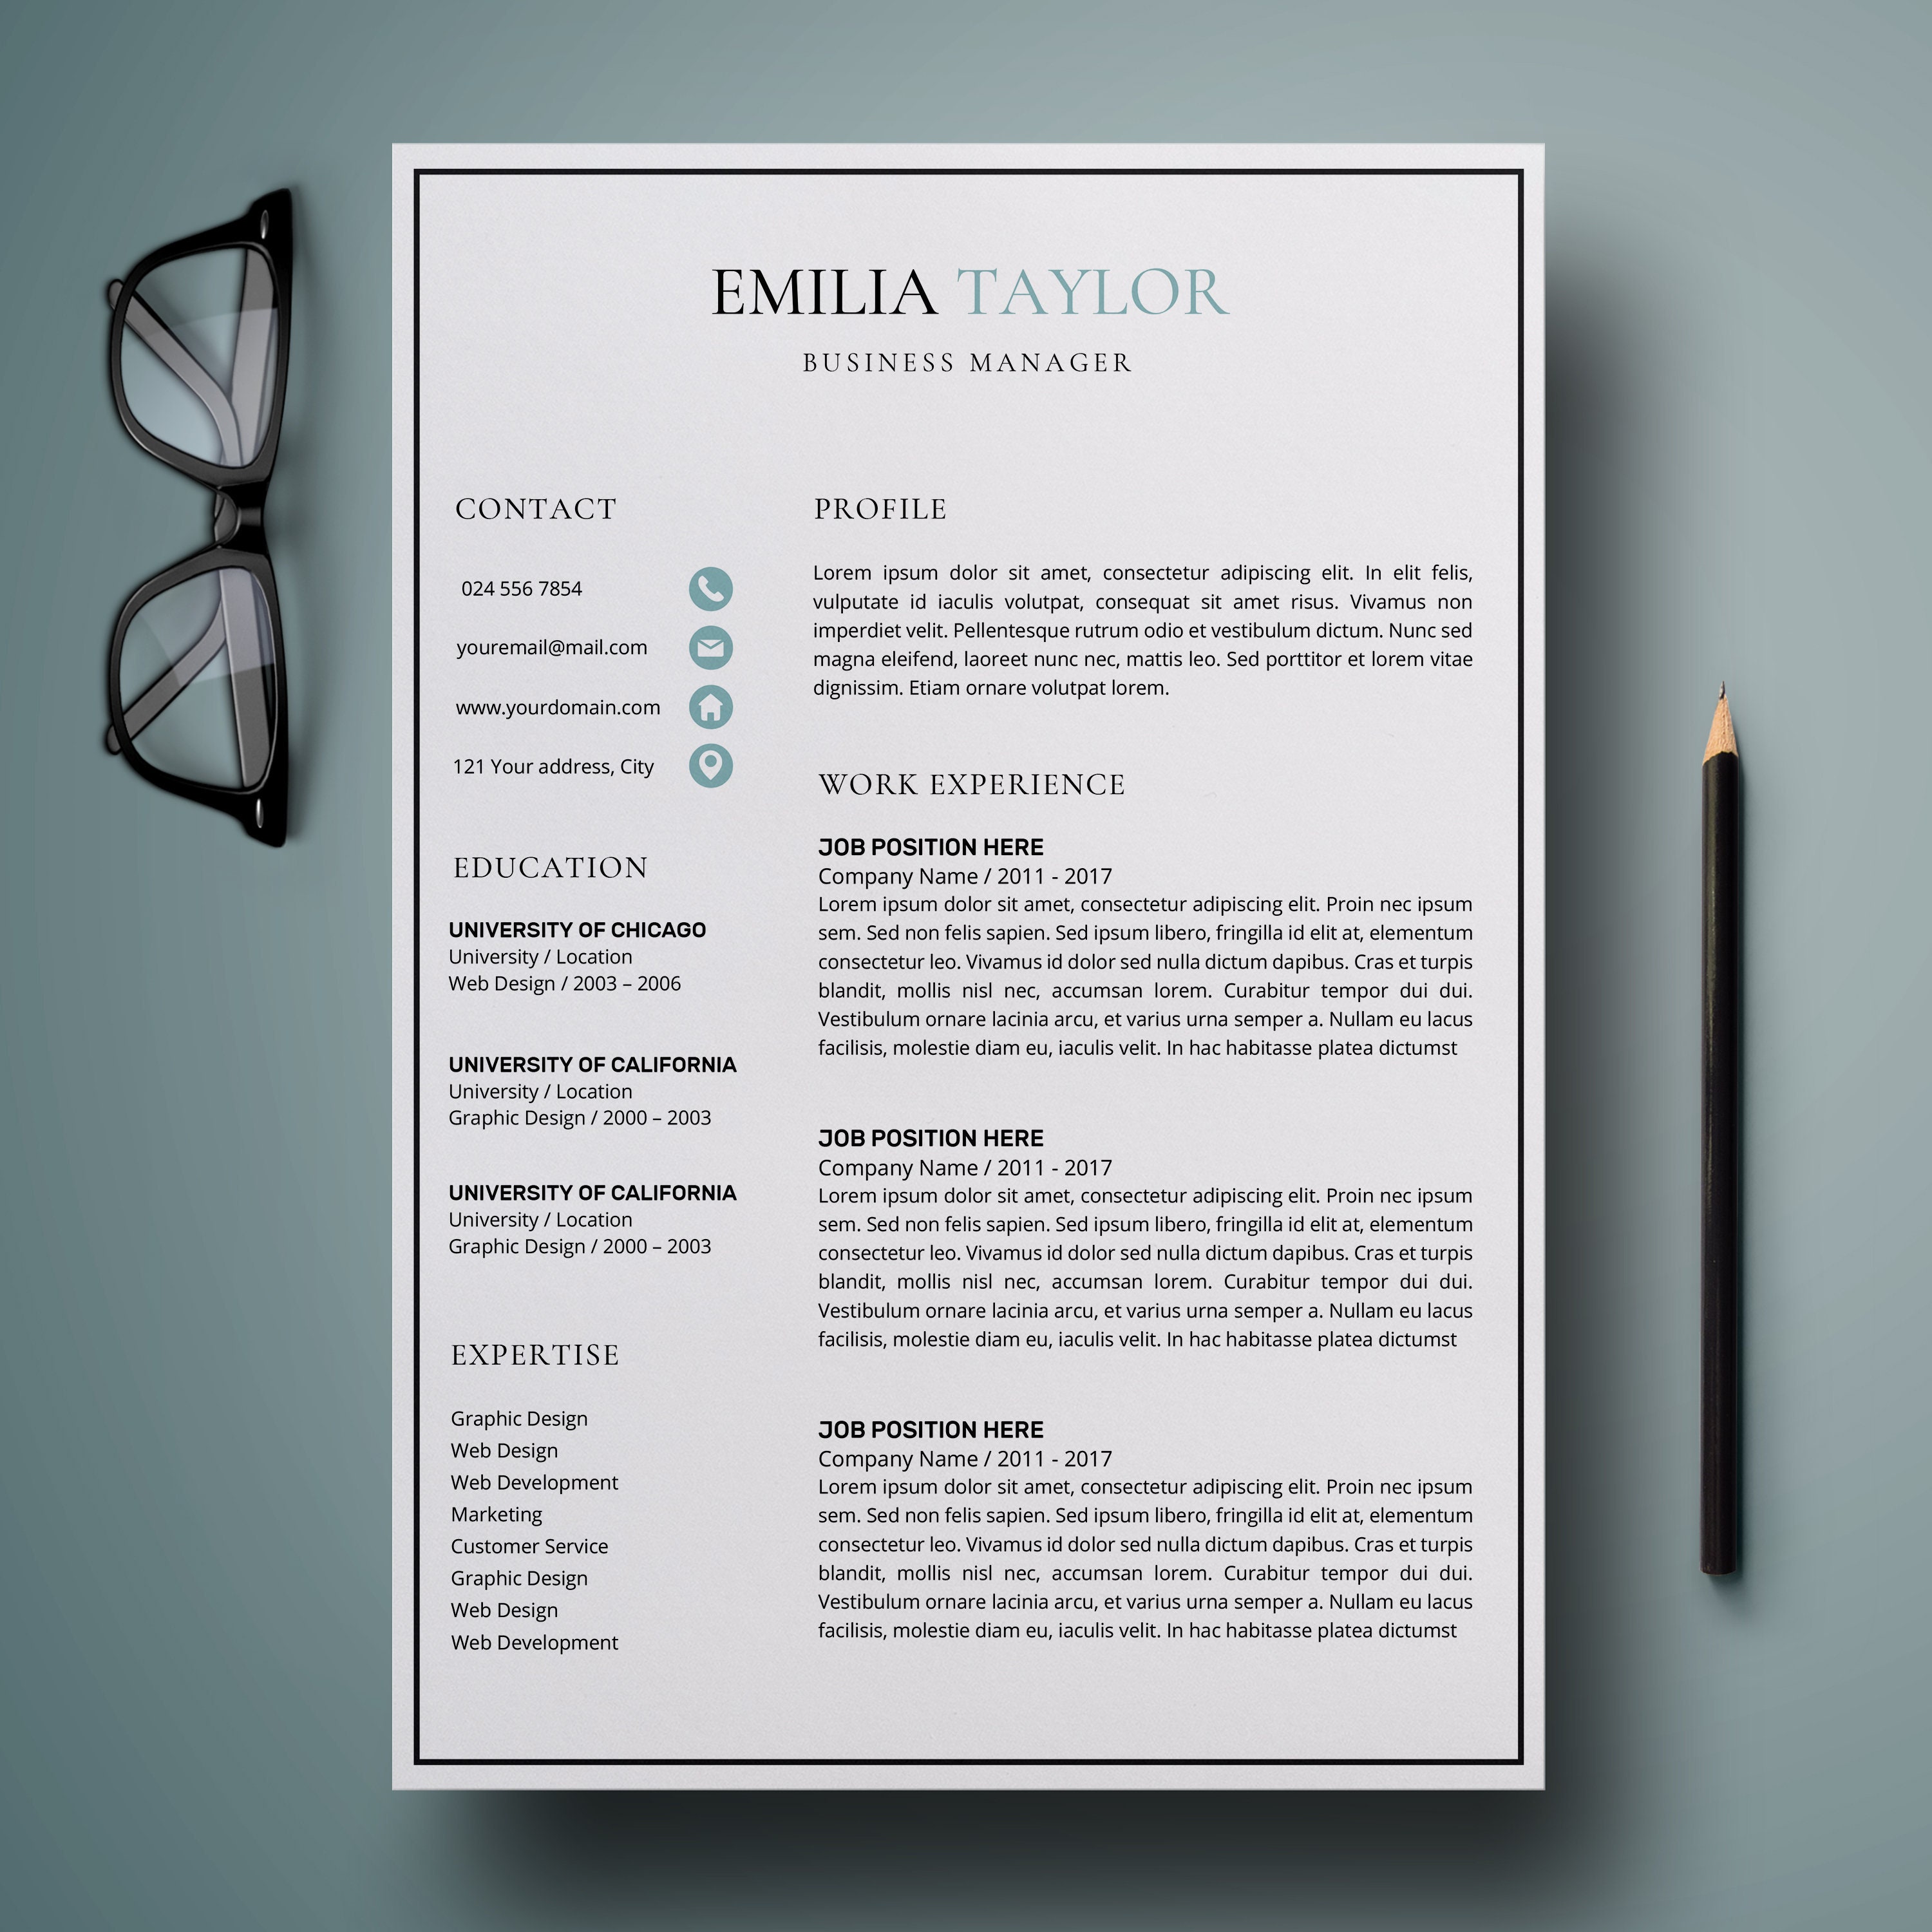 EMILIA TAYLOR
BUSINESS MANAGER
CONTACT
024 556 7854
youremail@mail.com
www.yourdomain.com
121 Your address, City
EDUCATION
UNIVERSITY OF CHICAGO
University / Location
Web Design / 2003 – 2006
UNIVERSITY OF CALIFORNIA
University / Location
Graphic Design / 2000 – 2003
UNIVERSITY OF CALIFORNIA
University / Location
Graphic Design / 2000 – 2003
EXPERTISE
Graphic Design
Web Design
Web Development
Marketing
Customer Service
Graphic Design
Web Design
Web Development
PROFILE
Lorem ipsum dolor sit amet, consectetur adipiscing elit. In elit felis,
vulputate id iaculis volutpat, consequat sit amet risus. Vivamus non
imperdiet velit. Pellentesque rutrum odio et vestibulum dictum. Nunc sed
magna eleifend, laoreet nunc nec, mattis leo. Sed porttitor et lorem vitae
dignissim. Etiam ornare volutpat lorem.
WORK EXPERIENCE
JOB POSITION HERE
Company Name / 2011 - 2017
Lorem ipsum dolor sit amet, consectetur adipiscing elit. Proin nec ipsum
sem. Sed non felis sapien. Sed ipsum libero, fringilla id elit at, elementum
consectetur leo. Vivamus id dolor sed nulla dictum dapibus. Cras et turpis
blandit, mollis nisl nec, accumsan lorem. Curabitur tempor dui dui.
Vestibulum ornare lacinia arcu, et varius urna semper a. Nullam eu lacus
facilisis, molestie diam eu, iaculis velit. In hac habitasse platea dictumst
JOB POSITION HERE
Company Name / 2011 - 2017
Lorem ipsum dolor sit amet, consectetur adipiscing elit. Proin nec ipsum
sem. Sed non felis sapien. Sed ipsum libero, fringilla id elit at, elementum
consectetur leo. Vivamus id dolor sed nulla dictum dapibus. Cras et turpis
blandit, mollis nisl nec, accumsan lorem. Curabitur tempor dui dui.
Vestibulum ornare lacinia arcu, et varius urna semper a. Nullam eu lacus
facilisis, molestie diam eu, iaculis velit. In hac habitasse platea dictumst
JOB POSITION HERE
Company Name / 2011 - 2017
Lorem ipsum dolor sit amet, consectetur adipiscing elit. Proin nec ipsum
sem. Sed non felis sapien. Sed ipsum libero, fringilla id elit at, elementum
consectetur leo. Vivamus id dolor sed nulla dictum dapibus. Cras et turpis
blandit, mollis nisl nec, accumsan lorem. Curabitur tempor dui dui.
Vestibulum ornare lacinia arcu, et varius urna semper a. Nullam eu lacus
facilisis, molestie diam eu, iaculis velit. In hac habitasse platea dictumst